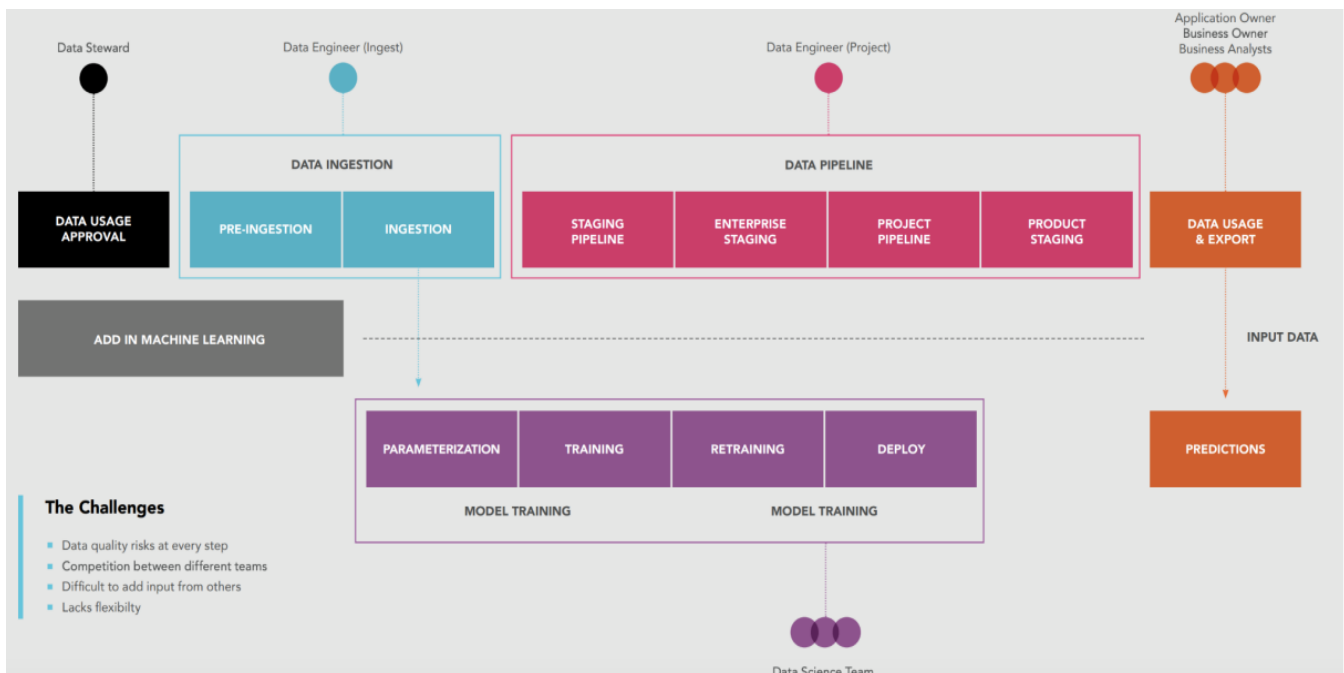 Data Steward
Data Engineer (Ingest)
Data Engineer (Project)
Application Owner
Business Owner
Business Analysts
DATA INGESTION
DATA PIPELINE
DATA USAGE
APPROVAL
PRE-INGESTION
INGESTION
STAGING
PIPELINE
ENTERPRISE
STAGING
PROJECT
PIPELINE
PRODUCT
STAGING
DATA USAGE
& EXPORT
ADD IN MACHINE LEARNING
INPUT DATA
PARAMETERIZATION
TRAINING
RETRAINING
DEPLOY
PREDICTIONS
MODEL TRAINING
MODEL TRAINING
The Challenges
Data quality risks at every step
Competition between different teams
Difficult to add input from others
Lacks flexibilty
Data Science Team